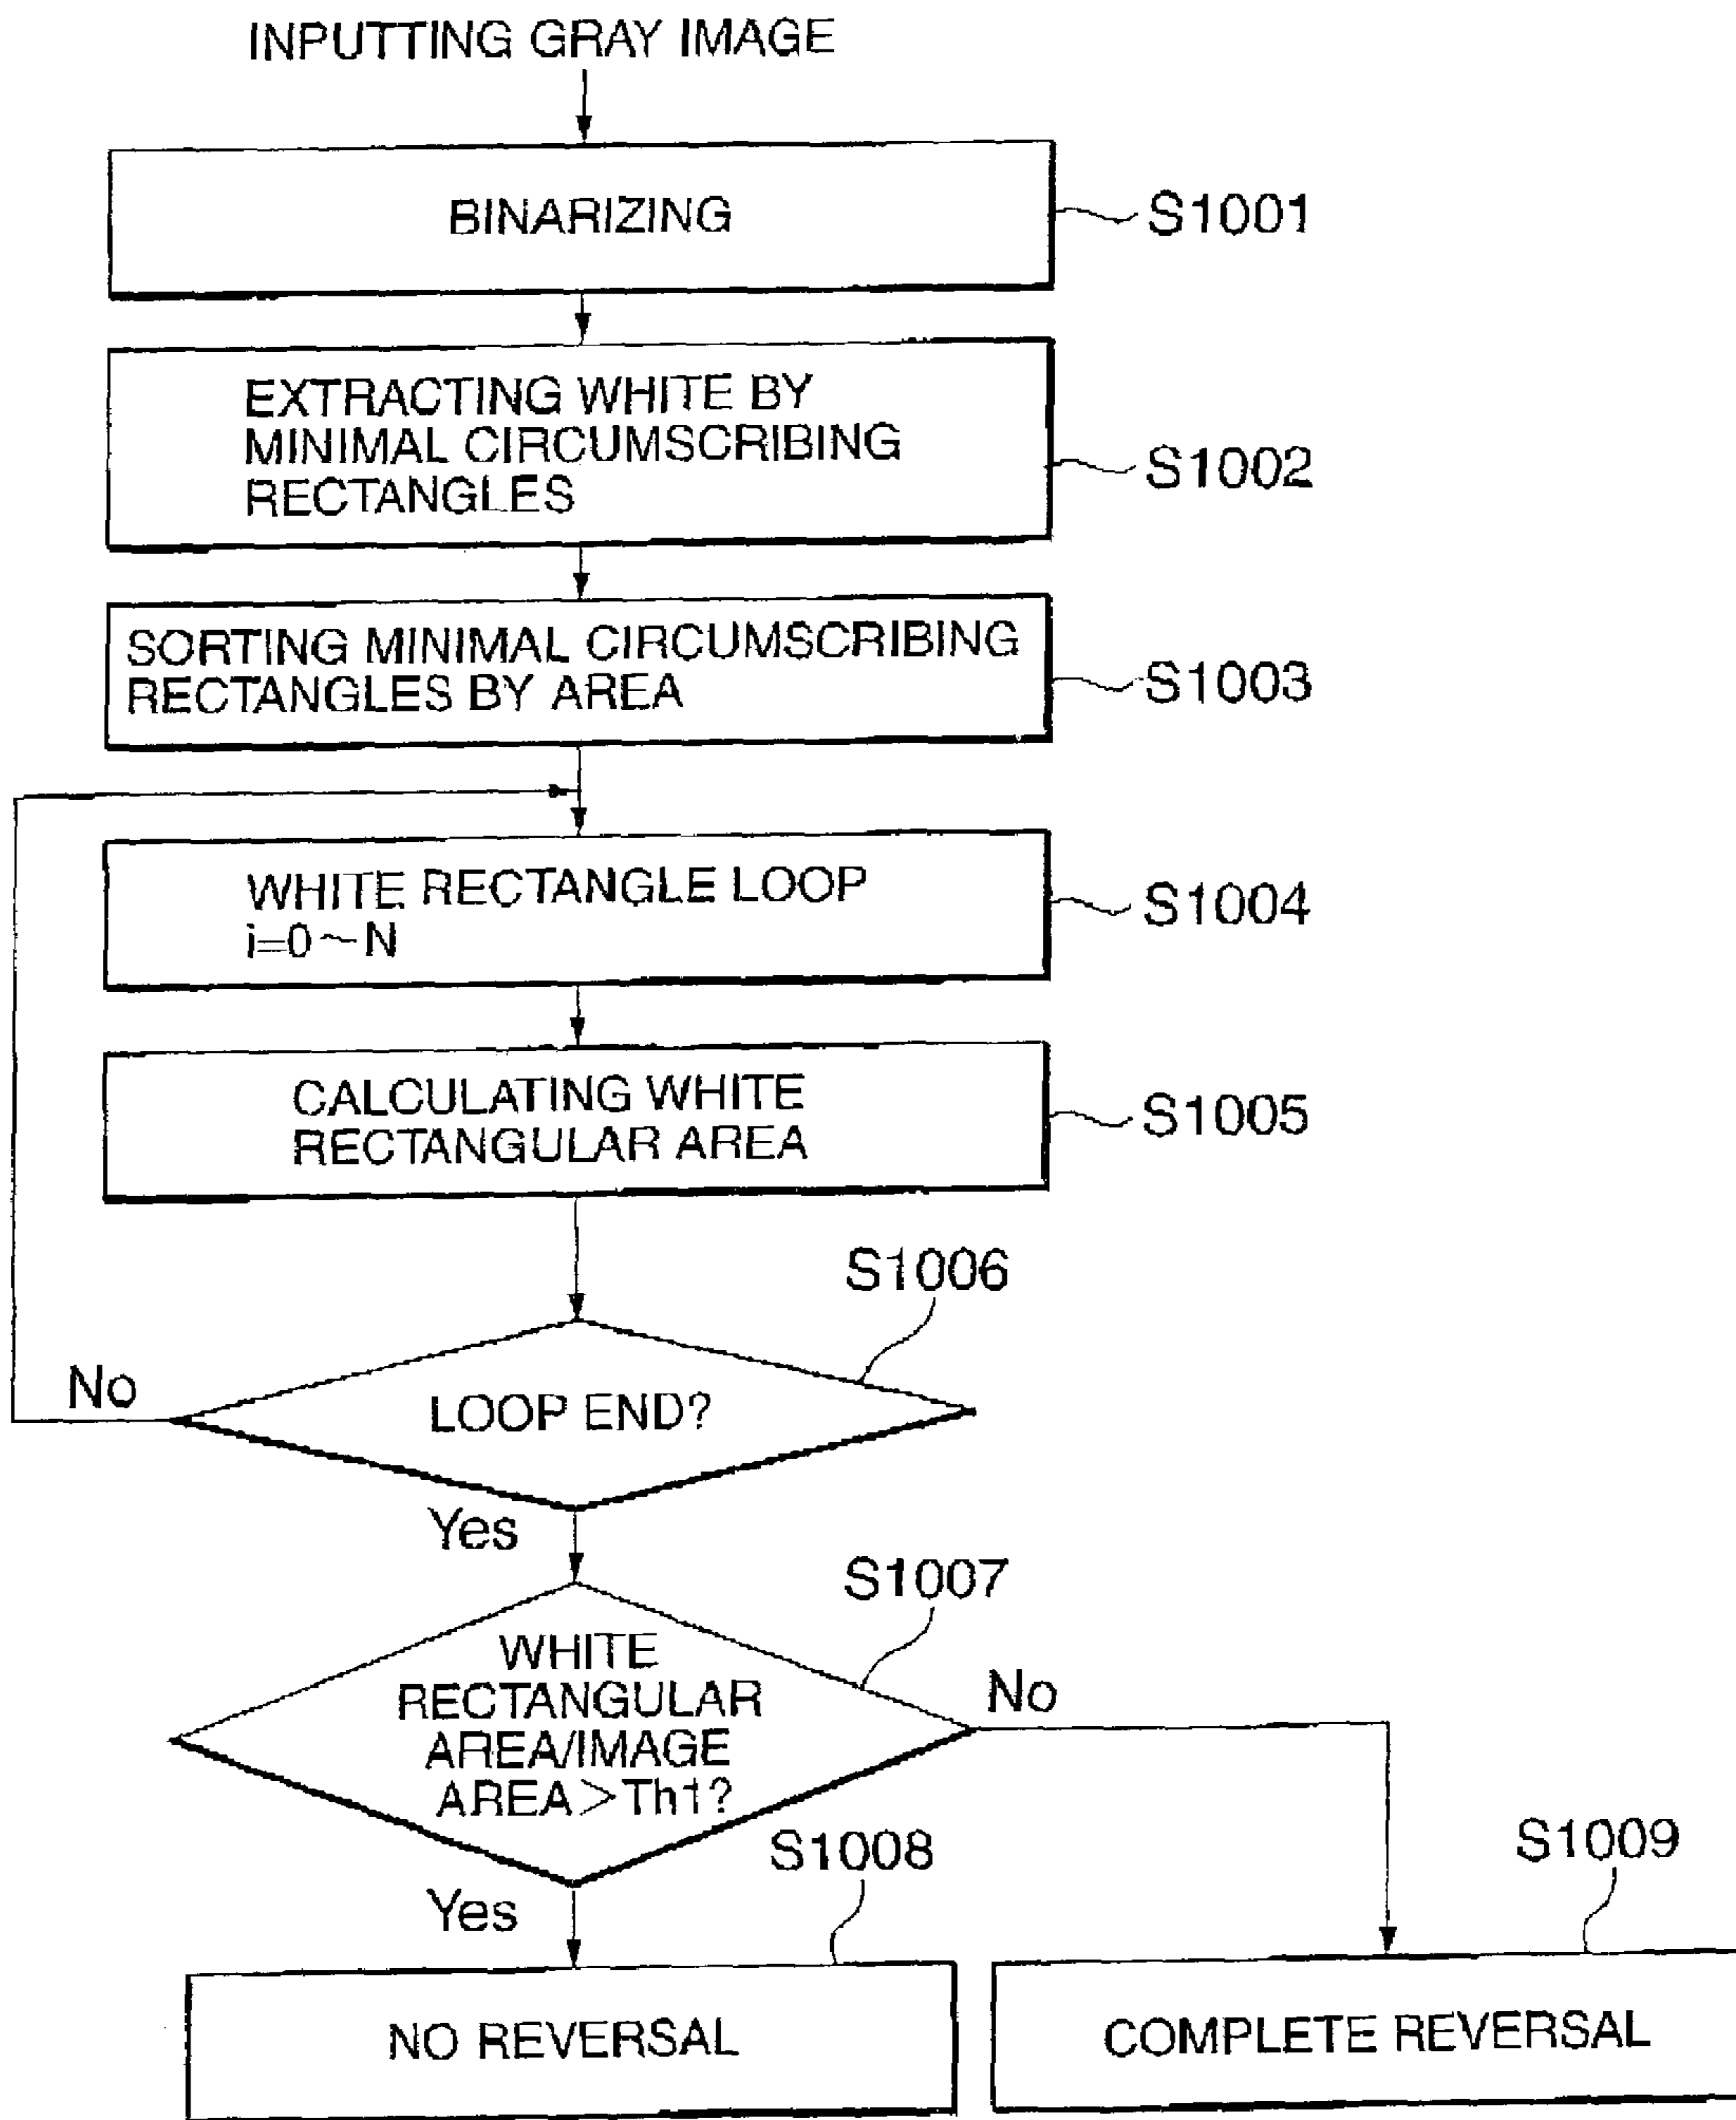 INPUTTING GRAY IMAGE
BINARIZING
S1001
EXTRACTING WHITE BY
MINIMAL CIRCUMSCRIBING
RECTANGLES
S1002
SORTING MINIMAL CIRCUMSCRIBING
RECTANGLES BY AREA
S1003
WHITE RECTANGLE LOOP
i=0~N
S1004
CALCULATING WHITE
RECTANGULAR AREA
S1005
S1006
No
LOOP END?
Yes
S1007
WHITE
RECTANGULAR
AREA/IMAGE
AREA>Th1?
No
Yes
S1008
S1009
NO REVERSAL
COMPLETE REVERSAL